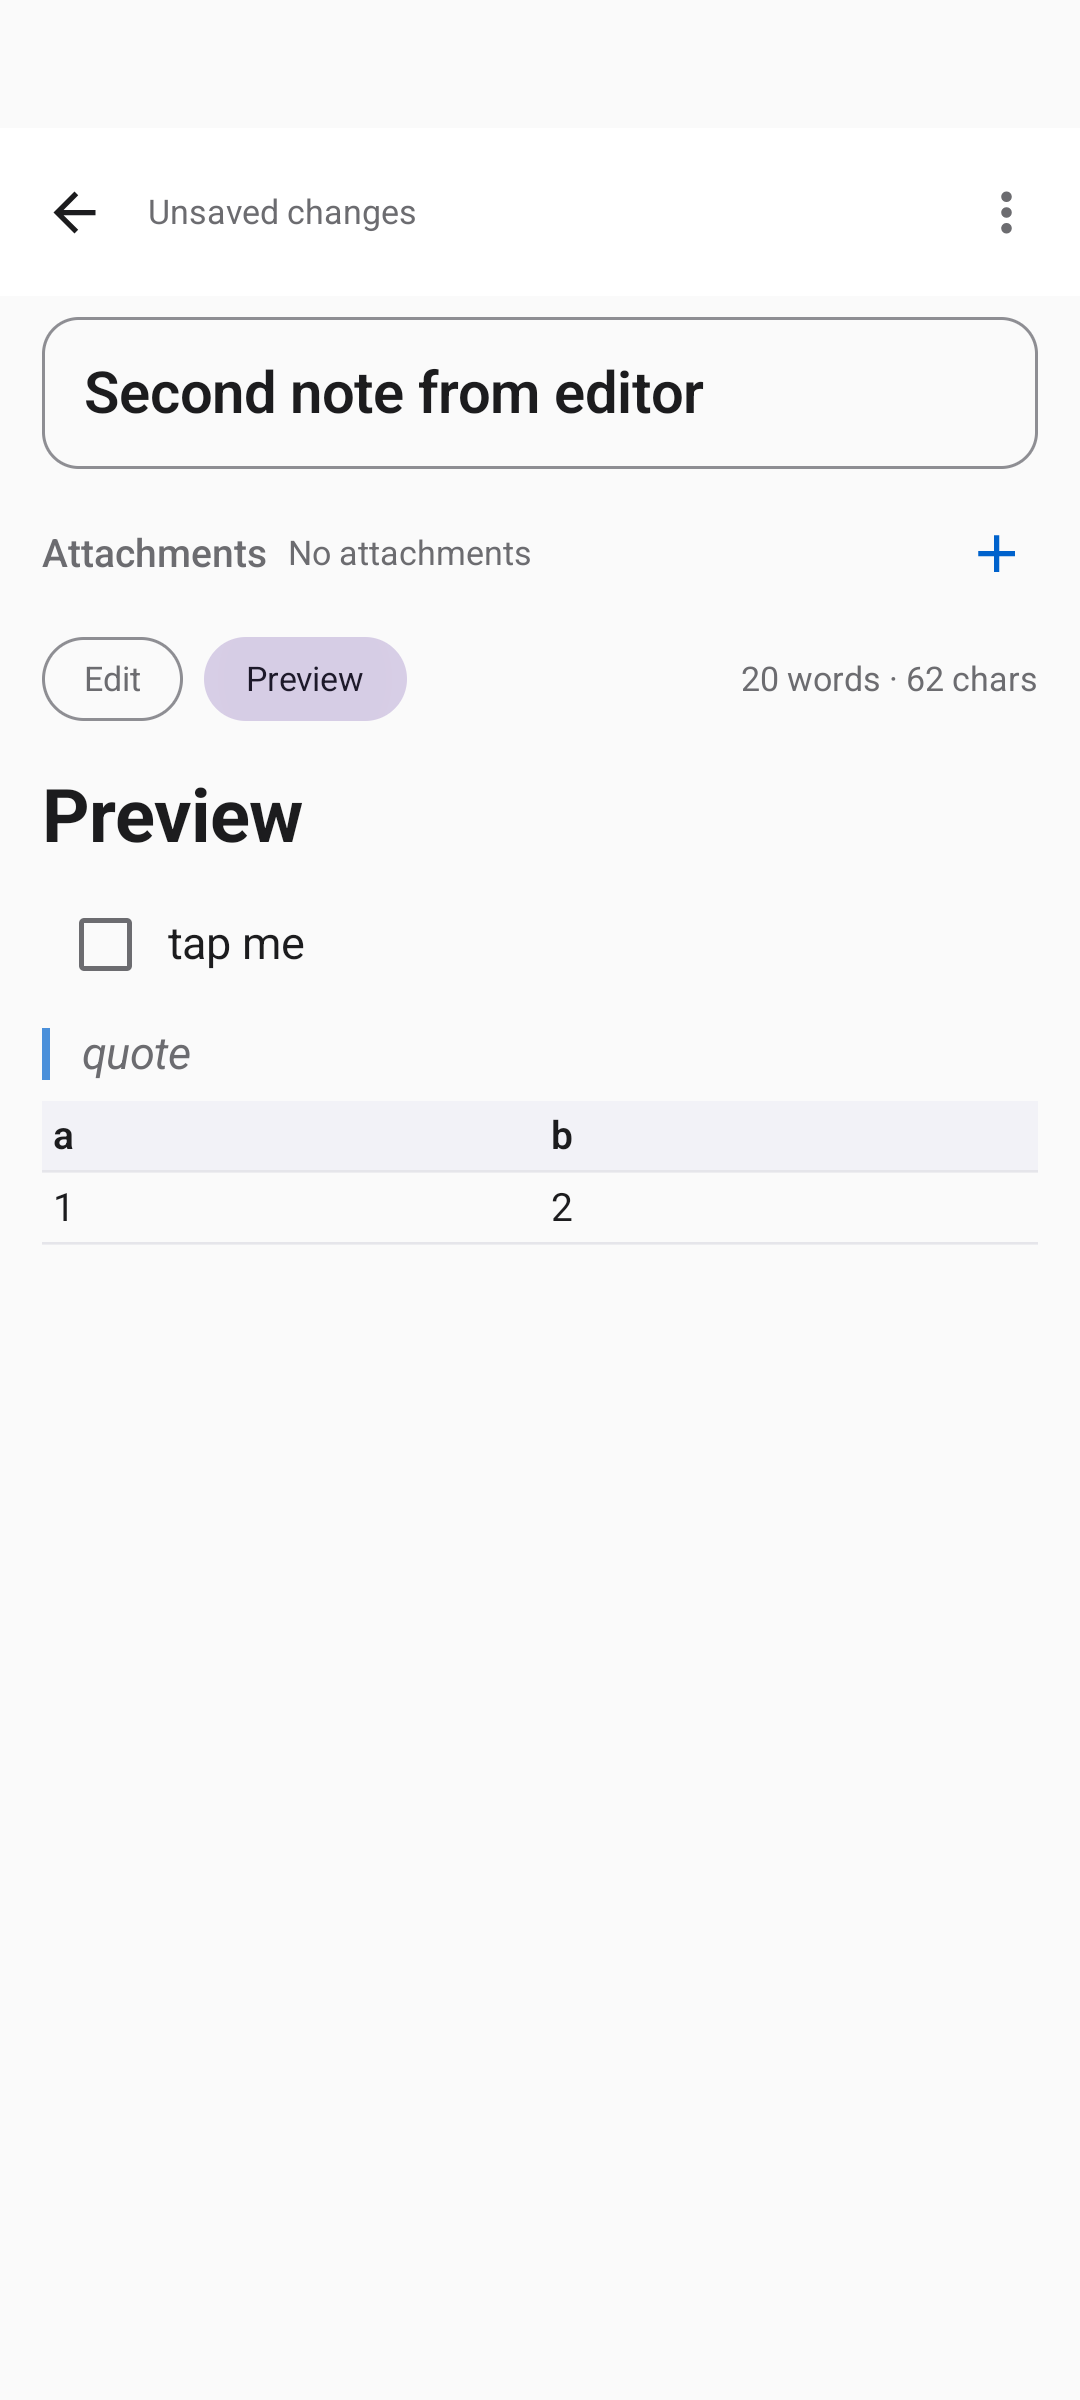 Unsaved changes
Second note from editor
Attachments No attachments
Edit Preview 20 words · 62 chars
Preview
tap me
quote
a b
1 2